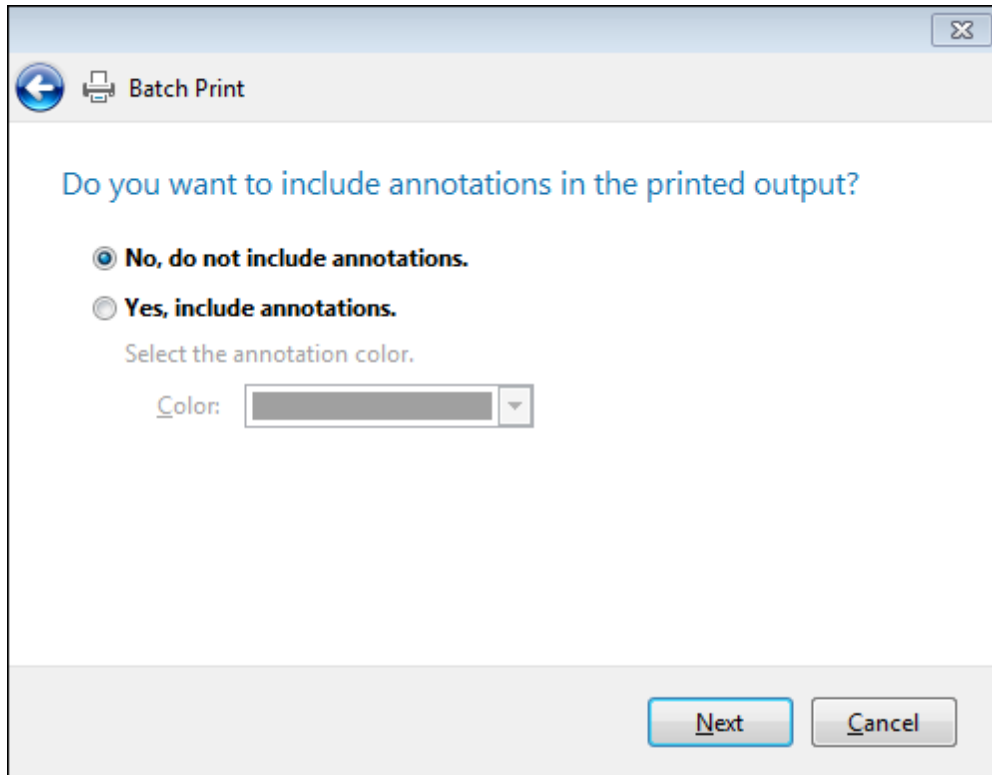 Batch Print
Do you want to include annotations in the printed output?
No, do not include annotations.
Yes, include annotations.
Select the annotation color.
Color:
Next
Cancel